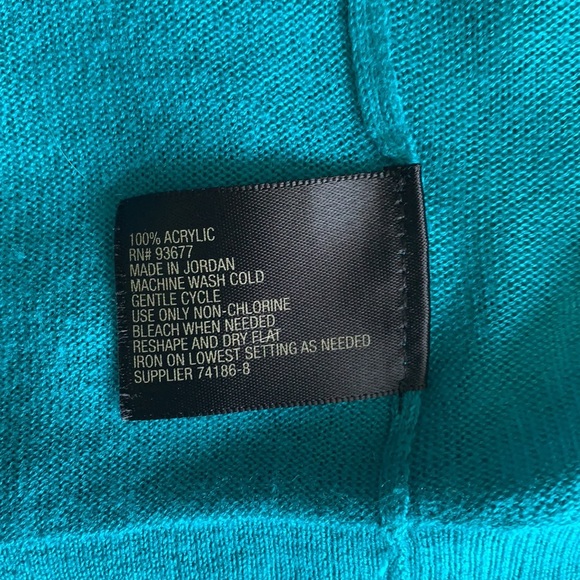 100% ACRYLIC
RN# 93677
MADE IN JORDAN
MACHINE WASH COLD
GENTLE CYCLE
USE ONLY NON-CHLORINE
BLEACH WHEN NEEDED
RESHAPE AND DRY FLAT
IRON ON LOWEST SETTING AS NEEDED
SUPPLIER 74186-8